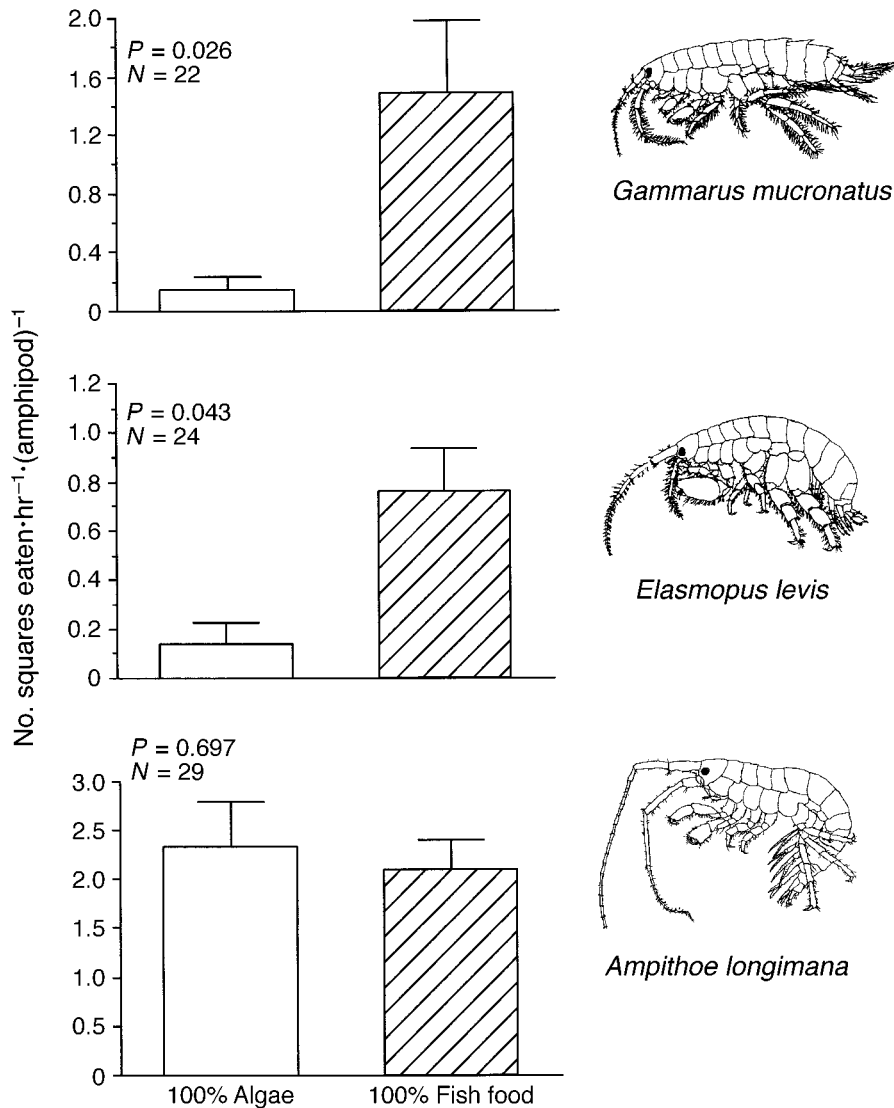 No. squares eaten·hr⁻¹·(amphipod)⁻¹
2.0
1.6
1.2
0.8
0.4
0
P = 0.026
N = 22
Gammarus mucronatus
1.2
1.0
0.8
0.6
0.4
0.2
0
P = 0.043
N = 24
Elasmopus levis
P = 0.697
N = 29
3.0
2.5
2.0
1.5
1.0
0.5
0
Ampithoe longimana
100% Algae
100% Fish food